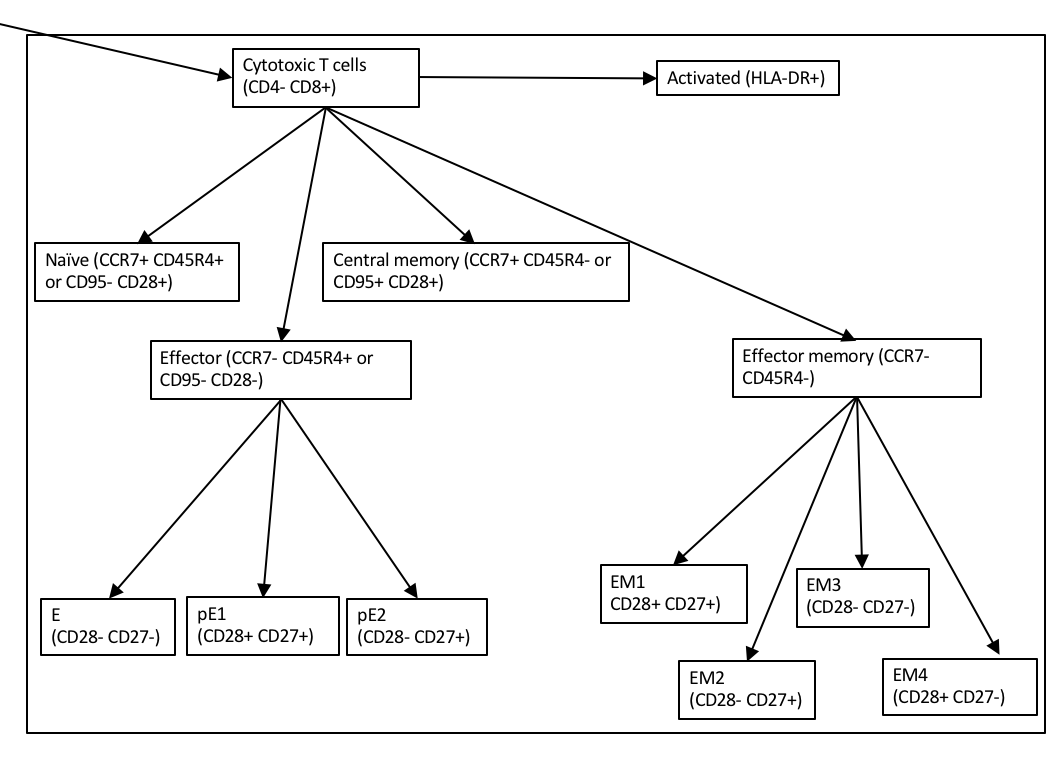 Cytotoxic T cells
(CD4- CD8+)
Activated (HLA-DR+)
Naïve (CCR7+ CD45R4+
or CD95- CD28+)
Central memory (CCR7+ CD45R4- or
CD95+ CD28+)
Effector (CCR7- CD45R4+ or
CD95- CD28-)
Effector memory (CCR7-
CD45R4-)
E
(CD28- CD27-)
pE1
(CD28+ CD27+)
pE2
(CD28- CD27+)
EM1
CD28+ CD27+)
EM3
(CD28- CD27-)
EM2
(CD28- CD27+)
EM4
(CD28+ CD27-)